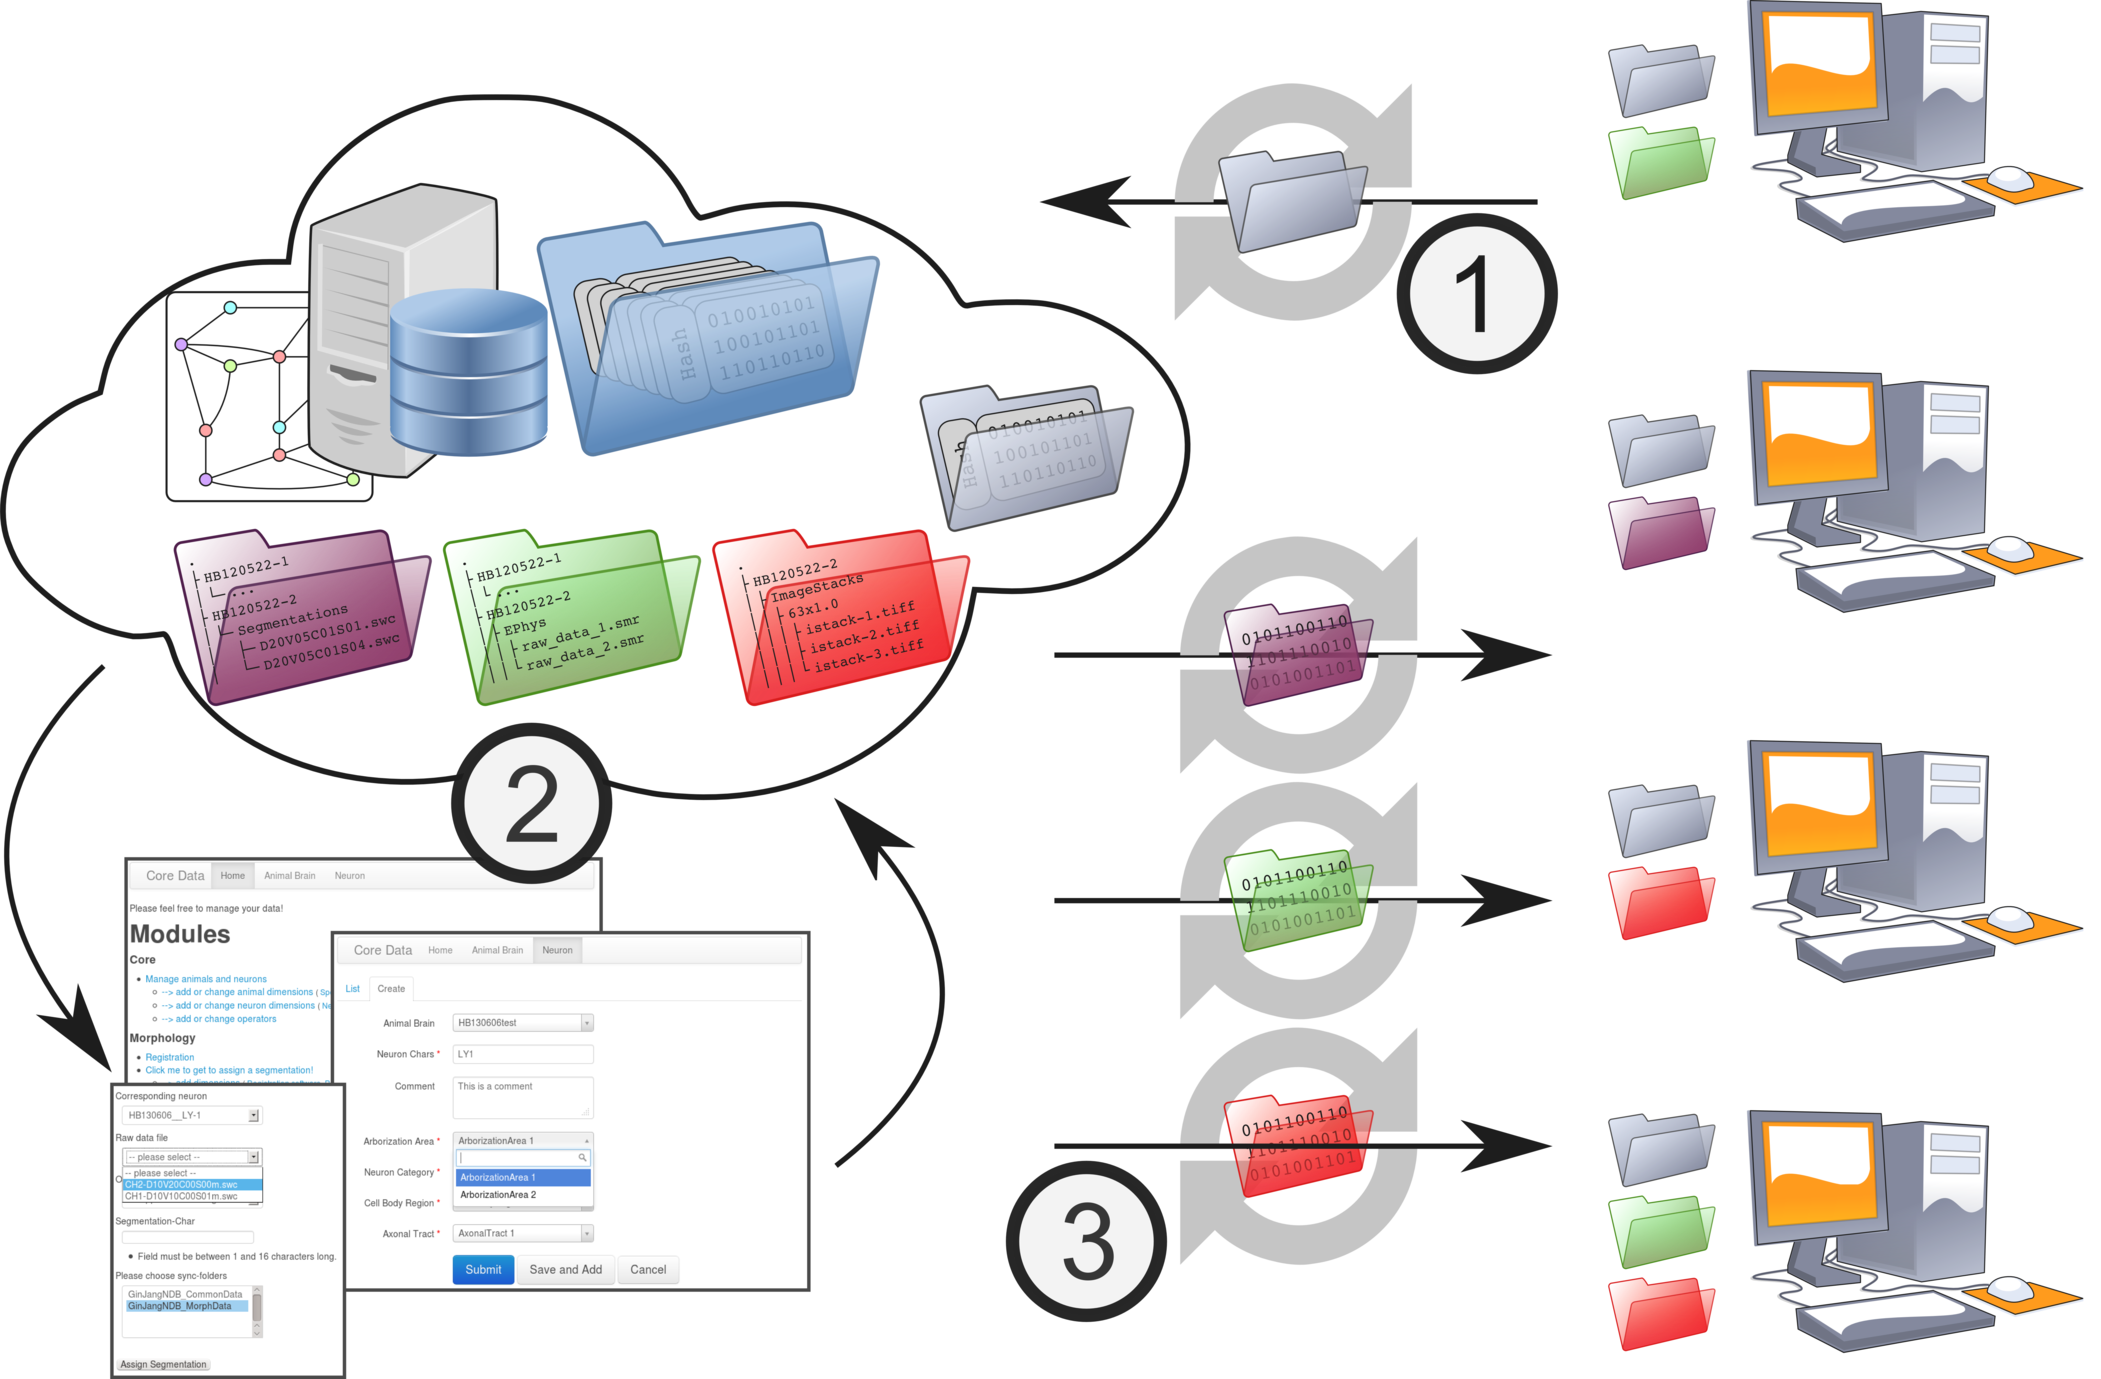 1
Hash
010010101
100101101
110110110
Hash
010010101
100101101
110110110
.
HB120522-1
...
HB120522-2
Segmentations
D20V05C01S01.swc
D20V05C01S04.swc
.
HB120522-1
...
HB120522-2
EPhys
raw_data_1.smr
raw_data_2.smr
.
HB120522-2
ImageStacks
63x1.0
istack-1.tiff
istack-2.tiff
istack-3.tiff
0101100110
1101110010
0101001101
2
0101100110
1101110010
0101001101
3
0101100110
1101110010
0101001101
Core Data Home Animal Brain Neuron
Please feel free to manage your data!
Modules
Core
Manage animals and neurons
--> add or change animal dimensions ( Spe
--> add or change neuron dimensions ( Ne
--> add or change operators
Morphology
Registration
Click me to get to assign a segmentation!
Core Data Home Animal Brain Neuron
List Create
Animal Brain HB130606test
Neuron Chars * LY1
Comment This is a comment
Arborization Area * ArborizationArea 1
ArborizationArea 1
ArborizationArea 2
Neuron Category *
Cell Body Region *
Axonal Tract * AxonalTract 1
Submit Save and Add Cancel
Corresponding neuron
HB130606__LY-1
Raw data file
-- please select --
-- please select --
CH2-D10V20C00S00m.swc
CH1-D10V10C00S01m.swc
Segmentation-Char
Field must be between 1 and 16 characters long.
Please choose sync-folders
GinJangNDB_CommonData
GinJangNDB_MorphData
Assign Segmentation